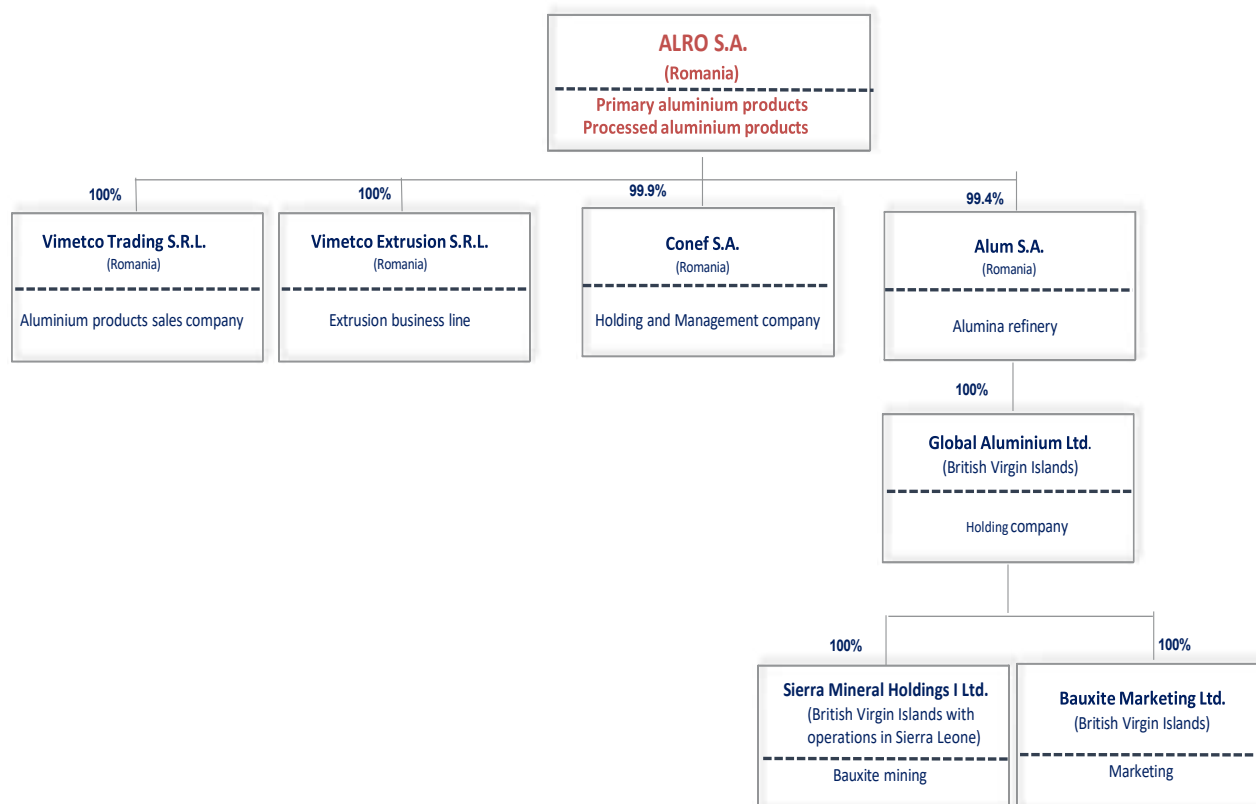 ALRO S.A.
(Romania)
Primary aluminium products
Processed aluminium products
100%
100%
99.9%
99.4%
Vimetco Trading S.R.L.
(Romania)
Aluminium products sales company
Vimetco Extrusion S.R.L.
(Romania)
Extrusion business line
Conef S.A.
(Romania)
Holding and Management company
Alum S.A.
(Romania)
Alumina refinery
100%
Global Aluminium Ltd.
(British Virgin Islands)
Holding company
100%
100%
Sierra Mineral Holdings I Ltd.
(British Virgin Islands with
operations in Sierra Leone)
Bauxite mining
Bauxite Marketing Ltd.
(British Virgin Islands)
Marketing